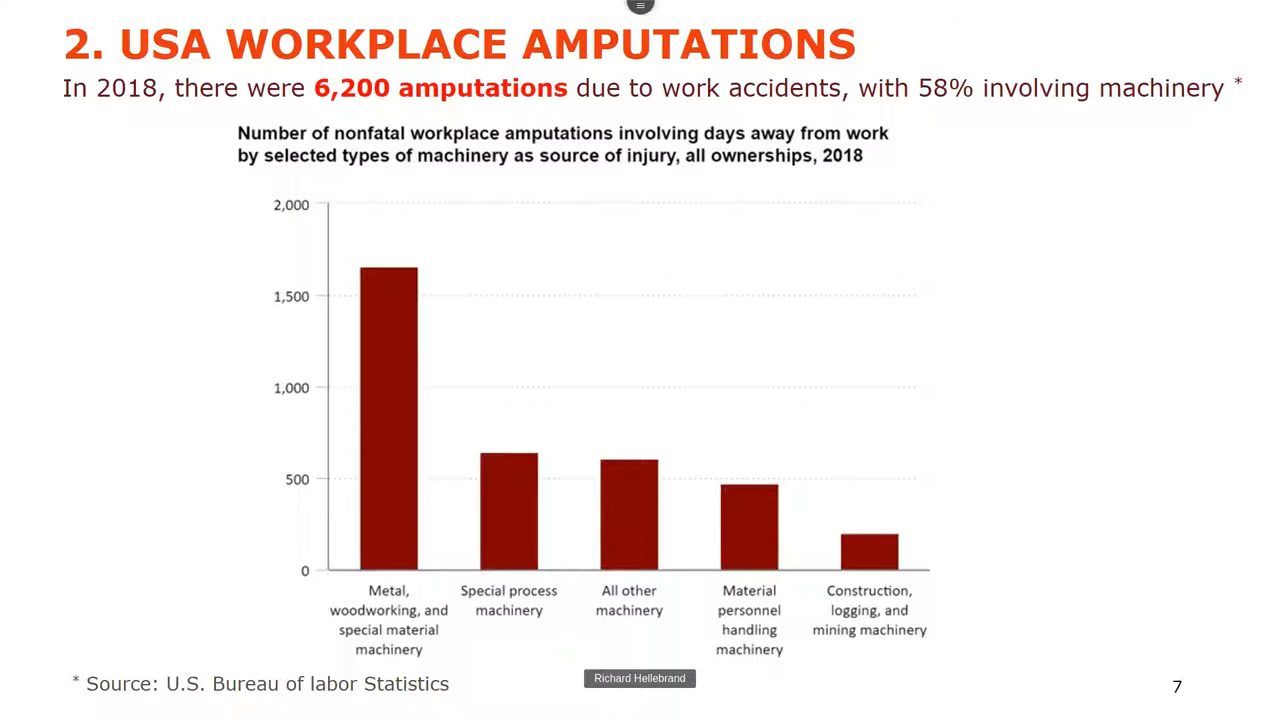 2. USA WORKPLACE AMPUTATIONS
In 2018, there were 6,200 amputations due to work accidents, with 58% involving machinery *
Number of nonfatal workplace amputations involving days away from work
by selected types of machinery as source of injury, all ownerships, 2018
2,000
1,500
1,000
500
0
Metal,
woodworking, and
special material
machinery
Special process
machinery
All other
machinery
Material
personnel
handling
machinery
Construction,
logging, and
mining machinery
* Source: U.S. Bureau of labor Statistics
Richard Hellebrand
7